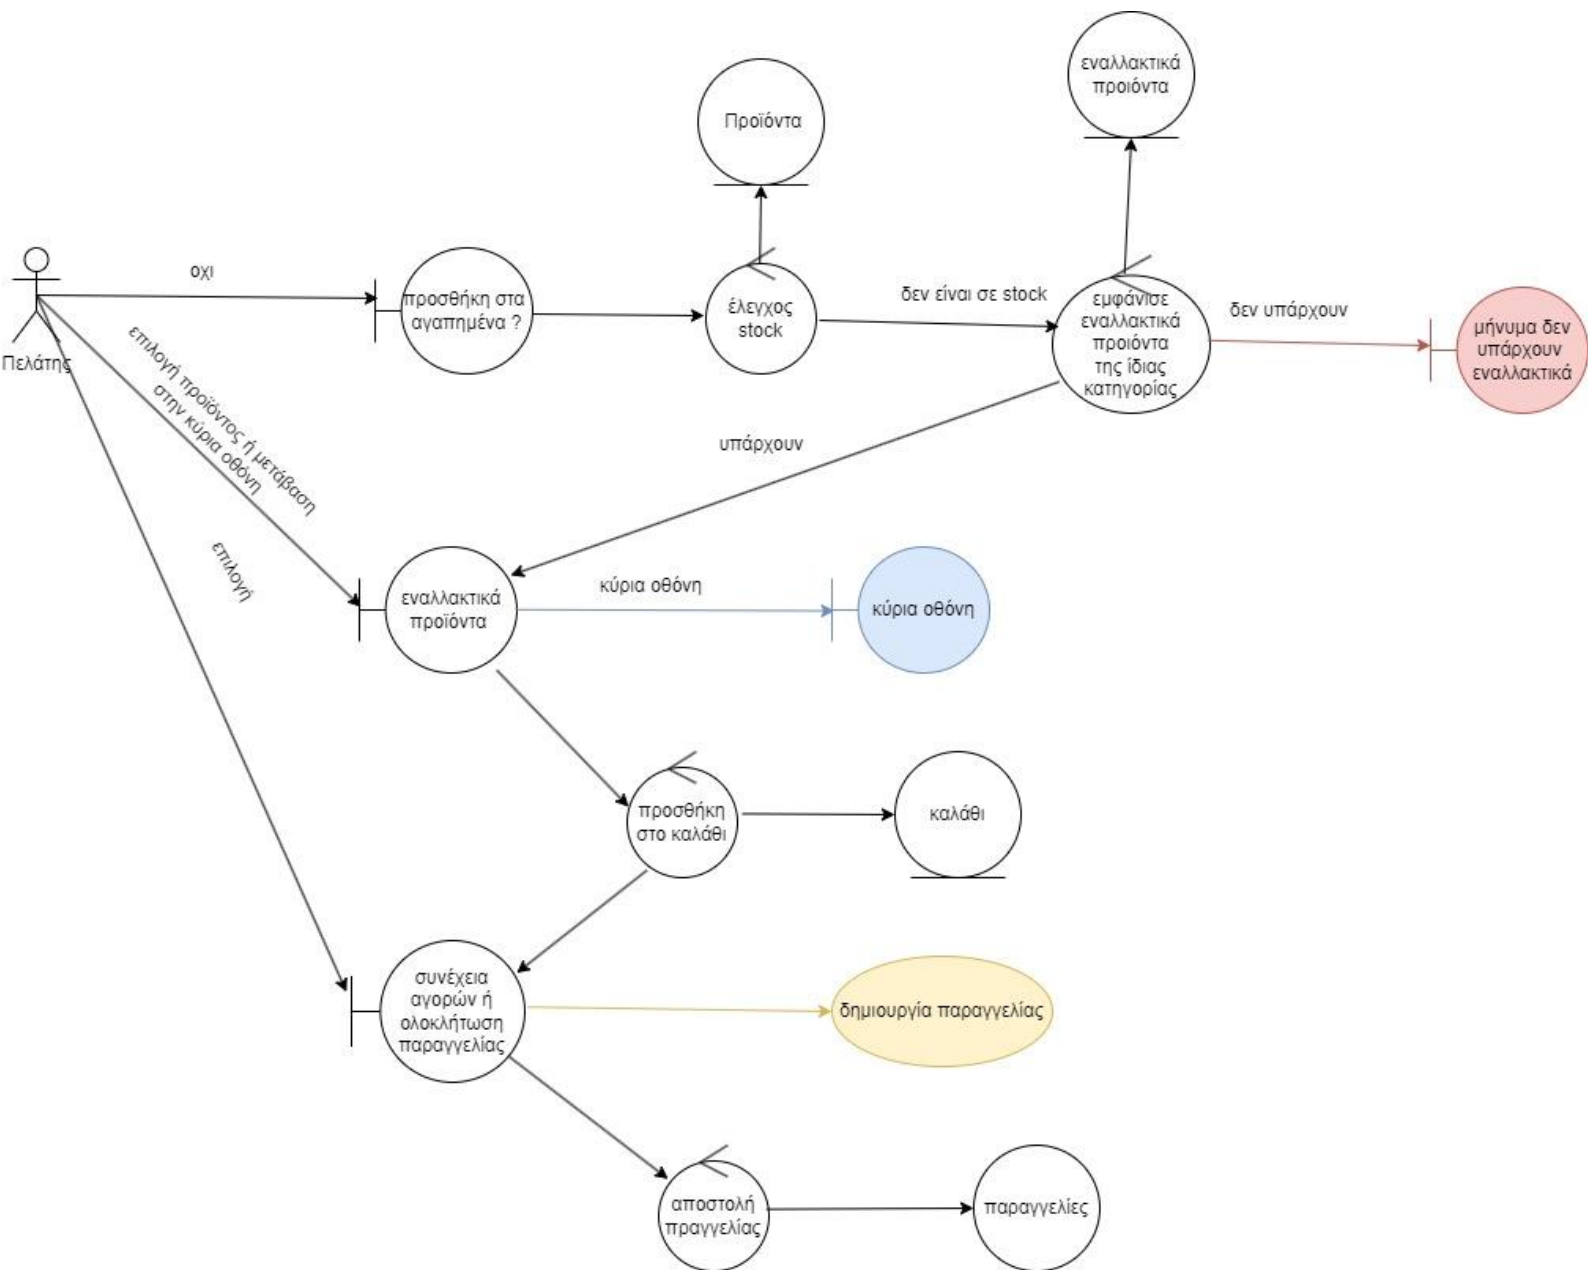 εναλλακτικά
προιόντα
Προϊόντα
οχι
Πελάτης
προσθήκη στα
αγαπημένα ?
έλεγχος
stock
δεν είναι σε stock
εμφάνισε
εναλλακτικά
προιόντα
της ίδιας
κατηγορίας
δεν υπάρχουν
μήνυμα δεν
υπάρχουν
εναλλακτικά
επιλογή προϊόντος ή μετάβαση
στην κύρια οθόνη
υπάρχουν
επιλογή
εναλλακτικά
προϊόντα
κύρια οθόνη
κύρια οθόνη
προσθήκη
στο καλάθι
καλάθι
συνέχεια
αγορών ή
ολοκλήτωση
παραγγελίας
δημιουργία παραγγελίας
αποστολή
πραγγελίας
παραγγελίες